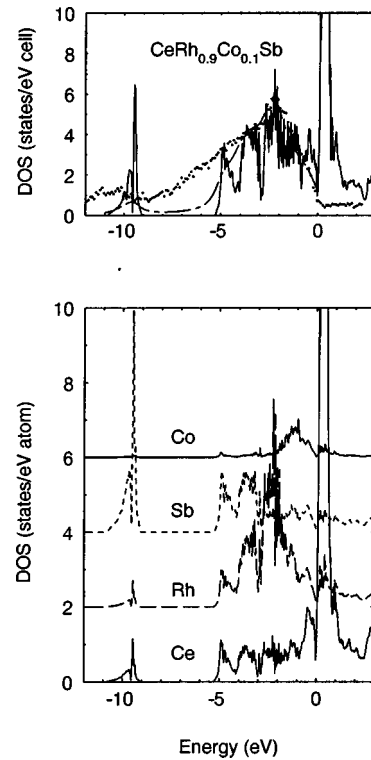 CeRh0.9Co0.1Sb
DOS (states/eV cell)
10
8
6
4
2
0
-10
-5
0
DOS (states/eV atom)
10
8
6
4
2
0
Co
Sb
Rh
Ce
-10
-5
0
Energy (eV)